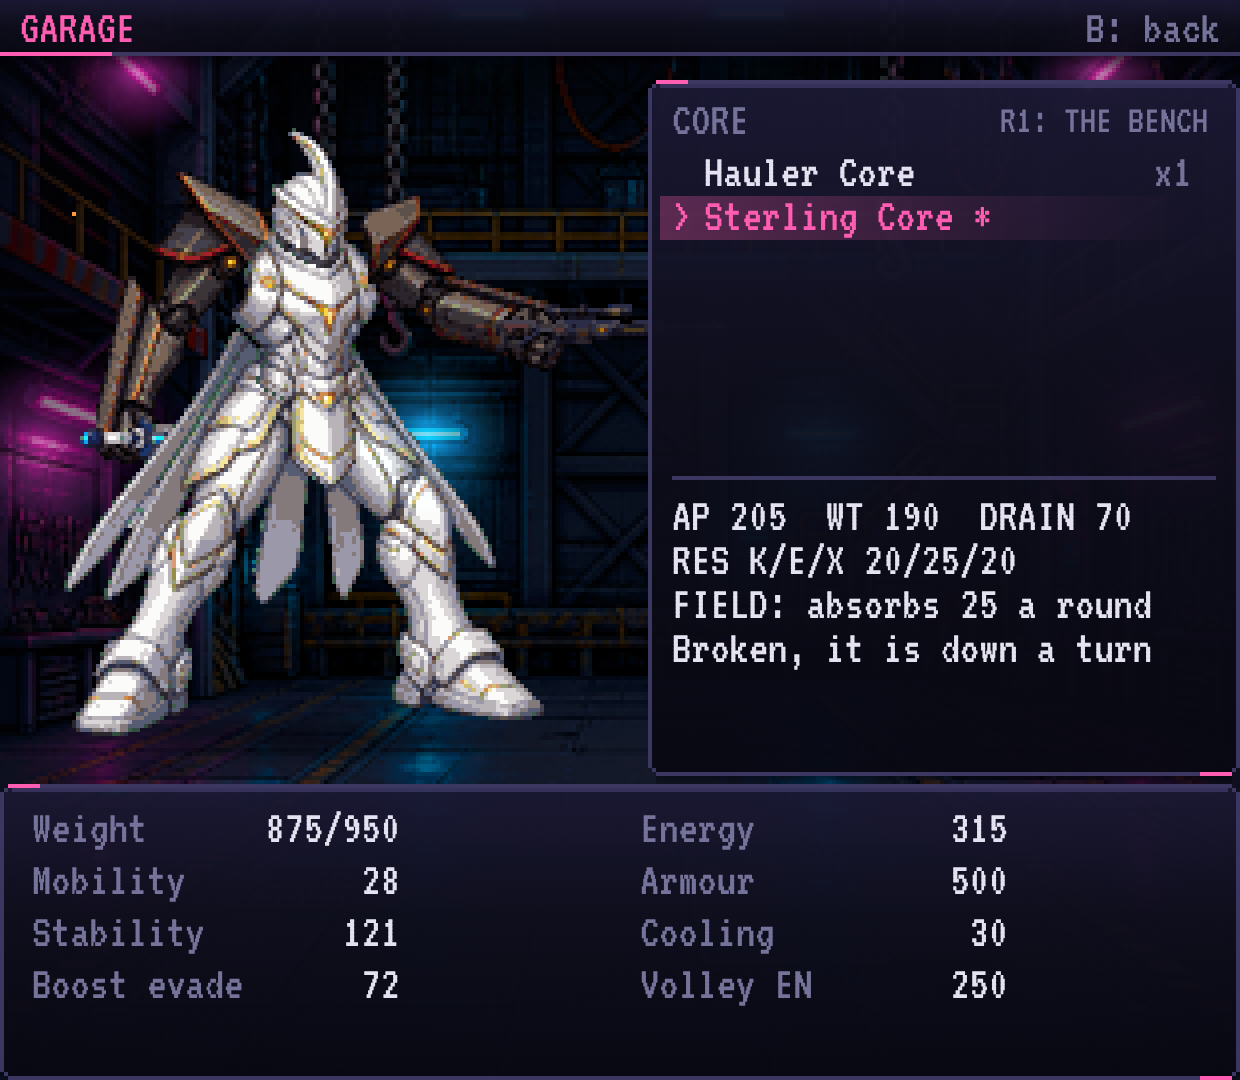 GARAGE B: back
CORE R1: THE BENCH
Hauler Core x1
> Sterling Core *
AP 205 WT 190 DRAIN 70
RES K/E/X 20/25/20
FIELD: absorbs 25 a round
Broken, it is down a turn
Weight 875/950 Energy 315
Mobility 28 Armour 500
Stability 121 Cooling 30
Boost evade 72 Volley EN 250